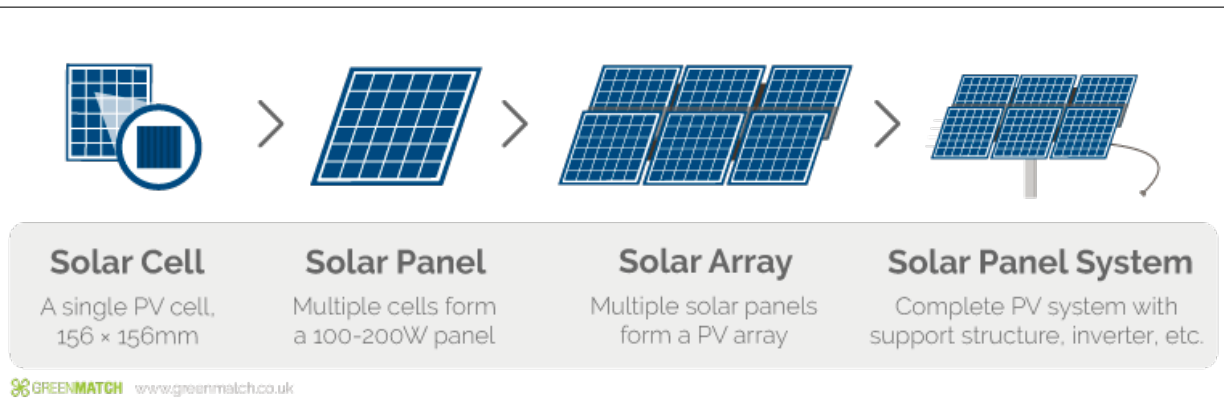 Solar Cell
A single PV cell,
156 × 156mm
Solar Panel
Multiple cells form
a 100-200W panel
Solar Array
Multiple solar panels
form a PV array
Solar Panel System
Complete PV system with
support structure, inverter, etc.
GREENMATCH www.greenmatch.co.uk